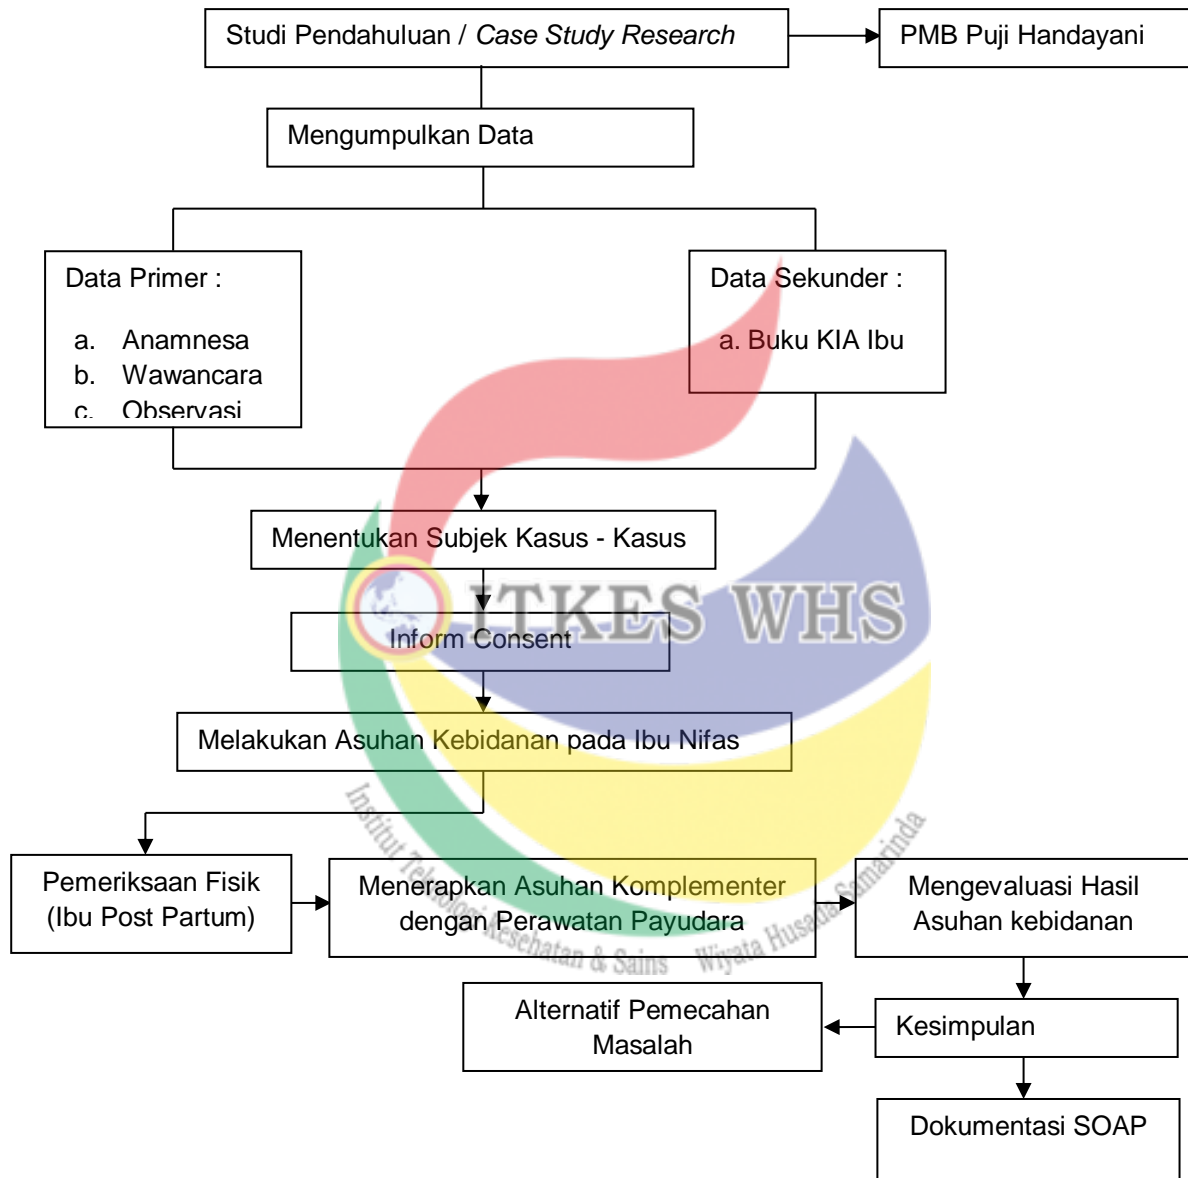 Studi Pendahuluan / Case Study Research
PMB Puji Handayani
Mengumpulkan Data
Data Primer :
a. Anamnesa
b. Wawancara
c. Observasi
Data Sekunder :
a. Buku KIA Ibu
Menentukan Subjek Kasus - Kasus
ITKES WHS
Inform Consent
Melakukan Asuhan Kebidanan pada Ibu Nifas
Pemeriksaan Fisik
(Ibu Post Partum)
Menerapkan Asuhan Komplementer
dengan Perawatan Payudara
Mengevaluasi Hasil
Asuhan kebidanan
Institut Teknologi Kesehatan & Sains Wiyata Husada Samarinda
Alternatif Pemecahan
Masalah
Kesimpulan
Dokumentasi SOAP